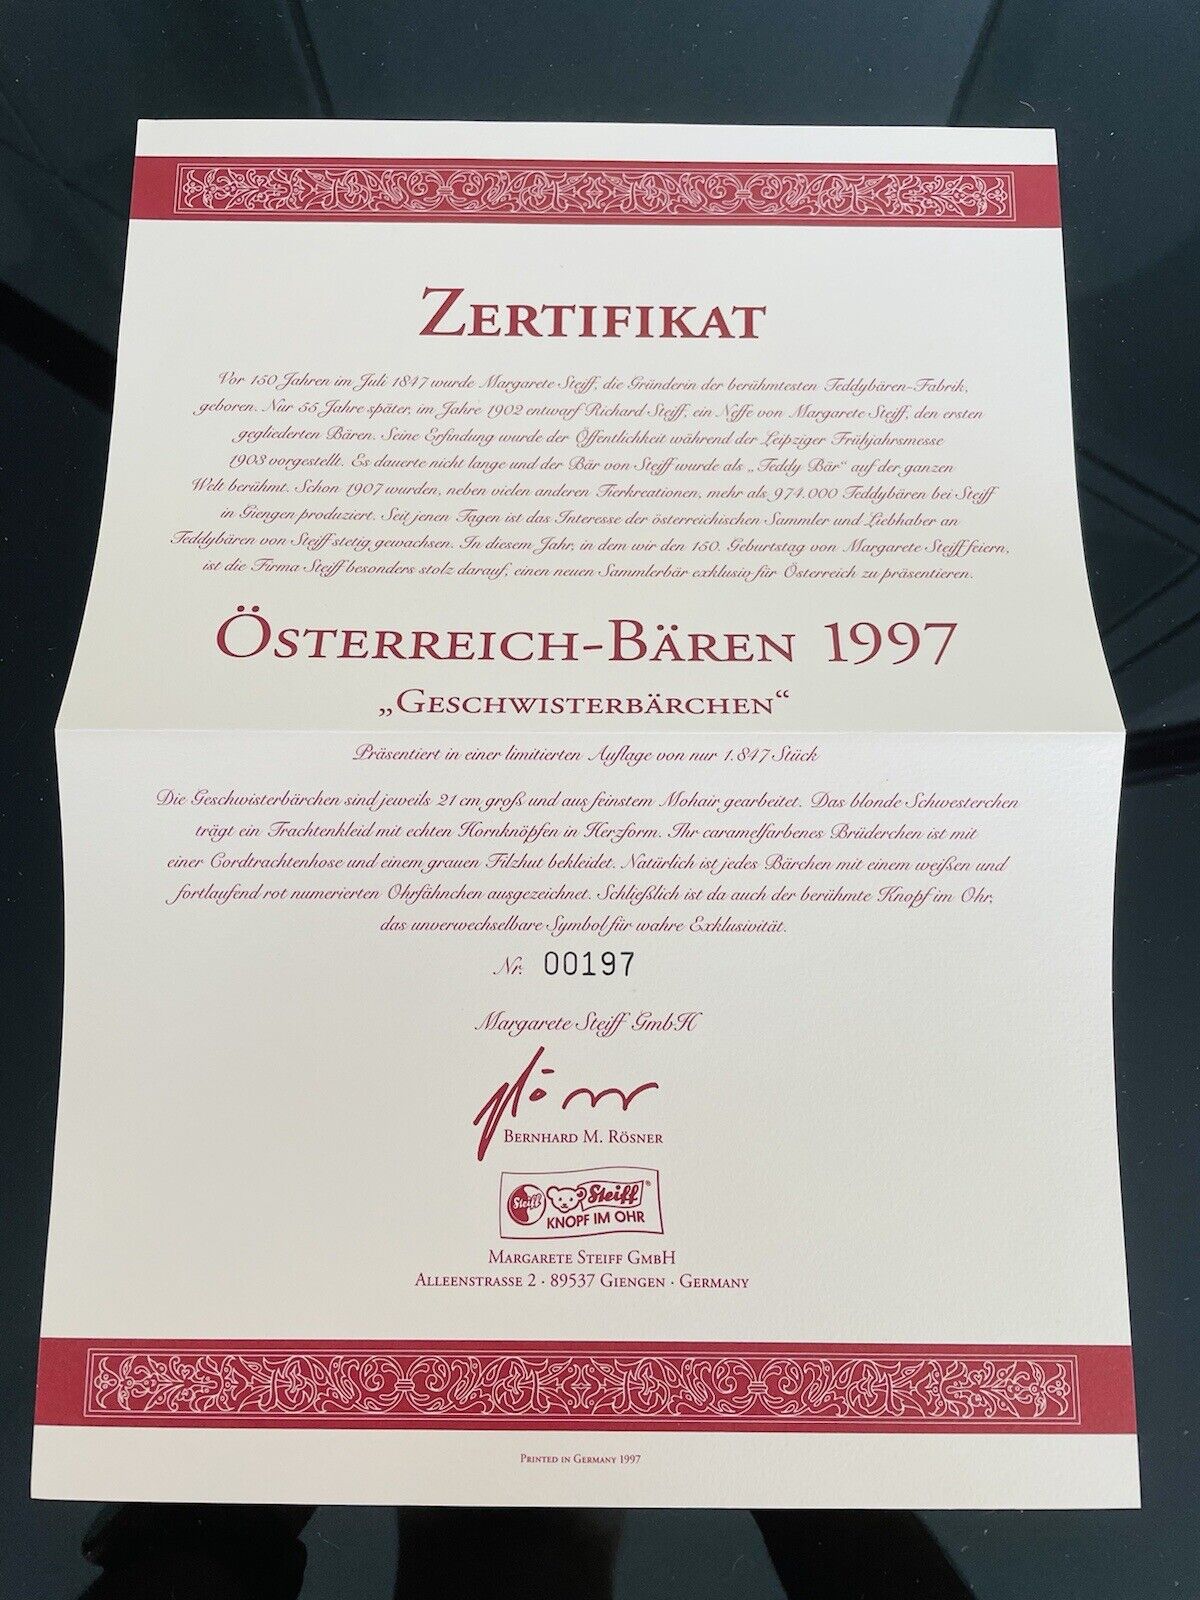 ZERTIFIKAT
Vor 150 Jahren im Juli 1847 wurde Margarete Steiff, die Gründerin der berühmtesten Teddybären-Fabrik,
geboren. Nur 55 Jahre später, im Jahre 1902 entwarf Richard Steiff, ein Neffe von Margarete Steiff, den ersten
gegliederten Bären. Seine Erfindung wurde der Öffentlichkeit während der Leipziger Frühjahrsmesse
1903 vorgestellt. Es dauerte nicht lange und der Bär von Steiff wurde als „Teddy Bär“ auf der ganzen
Welt berühmt. Schon 1907 wurden, neben vielen anderen Tierkreationen, mehr als 974.000 Teddybären bei Steiff
in Giengen produziert. Seit jenen Tagen ist das Interesse der österreichischen Sammler und Liebhaber an
Teddybären von Steiff stetig gewachsen. In diesem Jahr, in dem wir den 150. Geburtstag von Margarete Steiff feiern,
ist die Firma Steiff besonders stolz darauf, einen neuen Sammlerbär exklusiv für Österreich zu präsentieren.
ÖSTERREICH-BÄREN 1997
„GESCHWISTERBÄRCHEN“
Präsentiert in einer limitierten Auflage von nur 1.847 Stück
Die Geschwisterbärchen sind jeweils 21 cm groß und aus feinstem Mohair gearbeitet. Das blonde Schwesterchen
trägt ein Trachtenkleid mit echten Hornknöpfen in Herzform. Ihr caramelfarbenes Brüderchen ist mit
einer Cordtrachtenhose und einem grauen Filzhut bekleidet. Natürlich ist jedes Bärchen mit einem weißen und
fortlaufend rot numerierten Ohrfähnchen ausgezeichnet. Schließlich ist da auch der berühmte Knopf im Ohr,
das unverwechselbare Symbol für wahre Exklusivität.
Nr. 00197
Margarete Steiff GmbH
BERNHARD M. RÖSNER
Steiff Steiff ®
KNOPF IM OHR
MARGARETE STEIFF GMBH
ALLEENSTRASSE 2 · 89537 GIENGEN · GERMANY
PRINTED IN GERMANY 1997